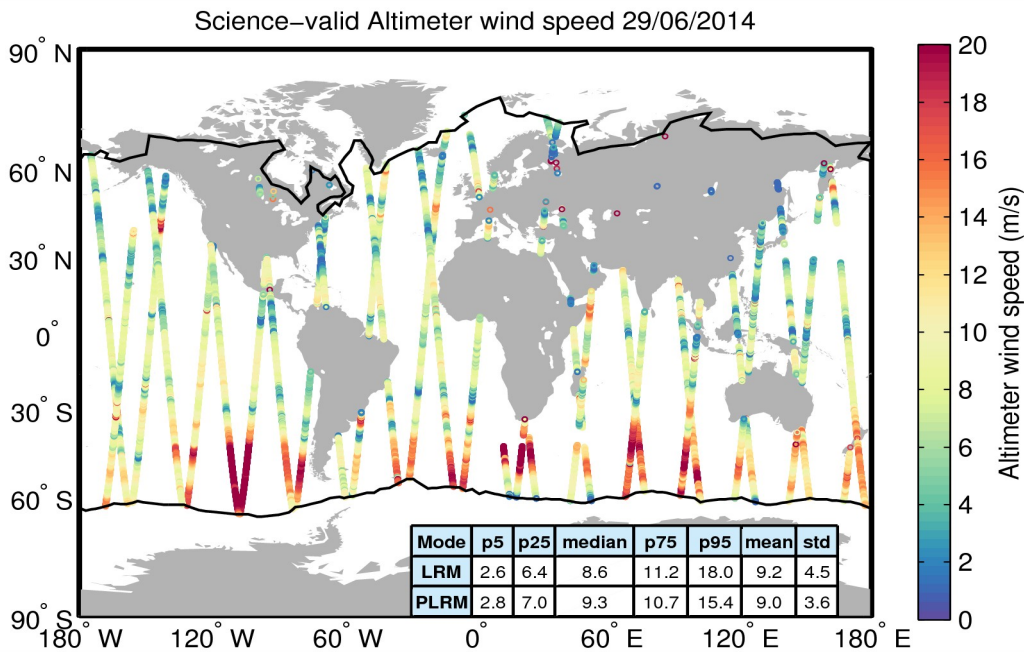 Science−valid Altimeter wind speed 29/06/2014
90° N
60° N
30° N
0°
30° S
60° S
90° S
180° W
120° W
60° W
0°
60° E
120° E
180° E
20
18
16
14
12
10
8
6
4
2
0
Altimeter wind speed (m/s)
Mode p5 p25 median p75 p95 mean std
LRM 2.6 6.4 8.6 11.2 18.0 9.2 4.5
PLRM 2.8 7.0 9.3 10.7 15.4 9.0 3.6